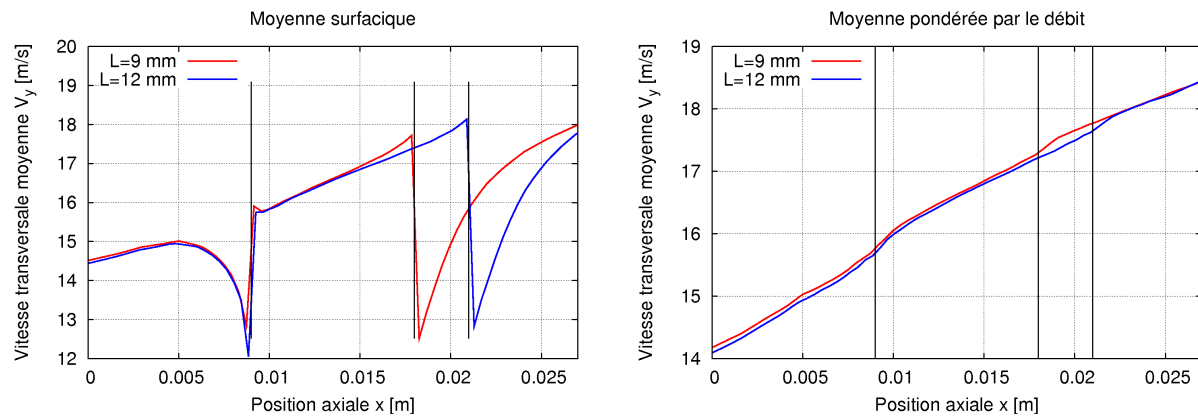 Moyenne surfacique
Vitesse transversale moyenne Vy [m/s]
20
19
18
17
16
15
14
13
12
L=9 mm
L=12 mm
0 0.005 0.01 0.015 0.02 0.025
Position axiale x [m]
Moyenne pondérée par le débit
Vitesse transversale moyenne Vy [m/s]
19
18
17
16
15
14
L=9 mm
L=12 mm
0 0.005 0.01 0.015 0.02 0.025
Position axiale x [m]